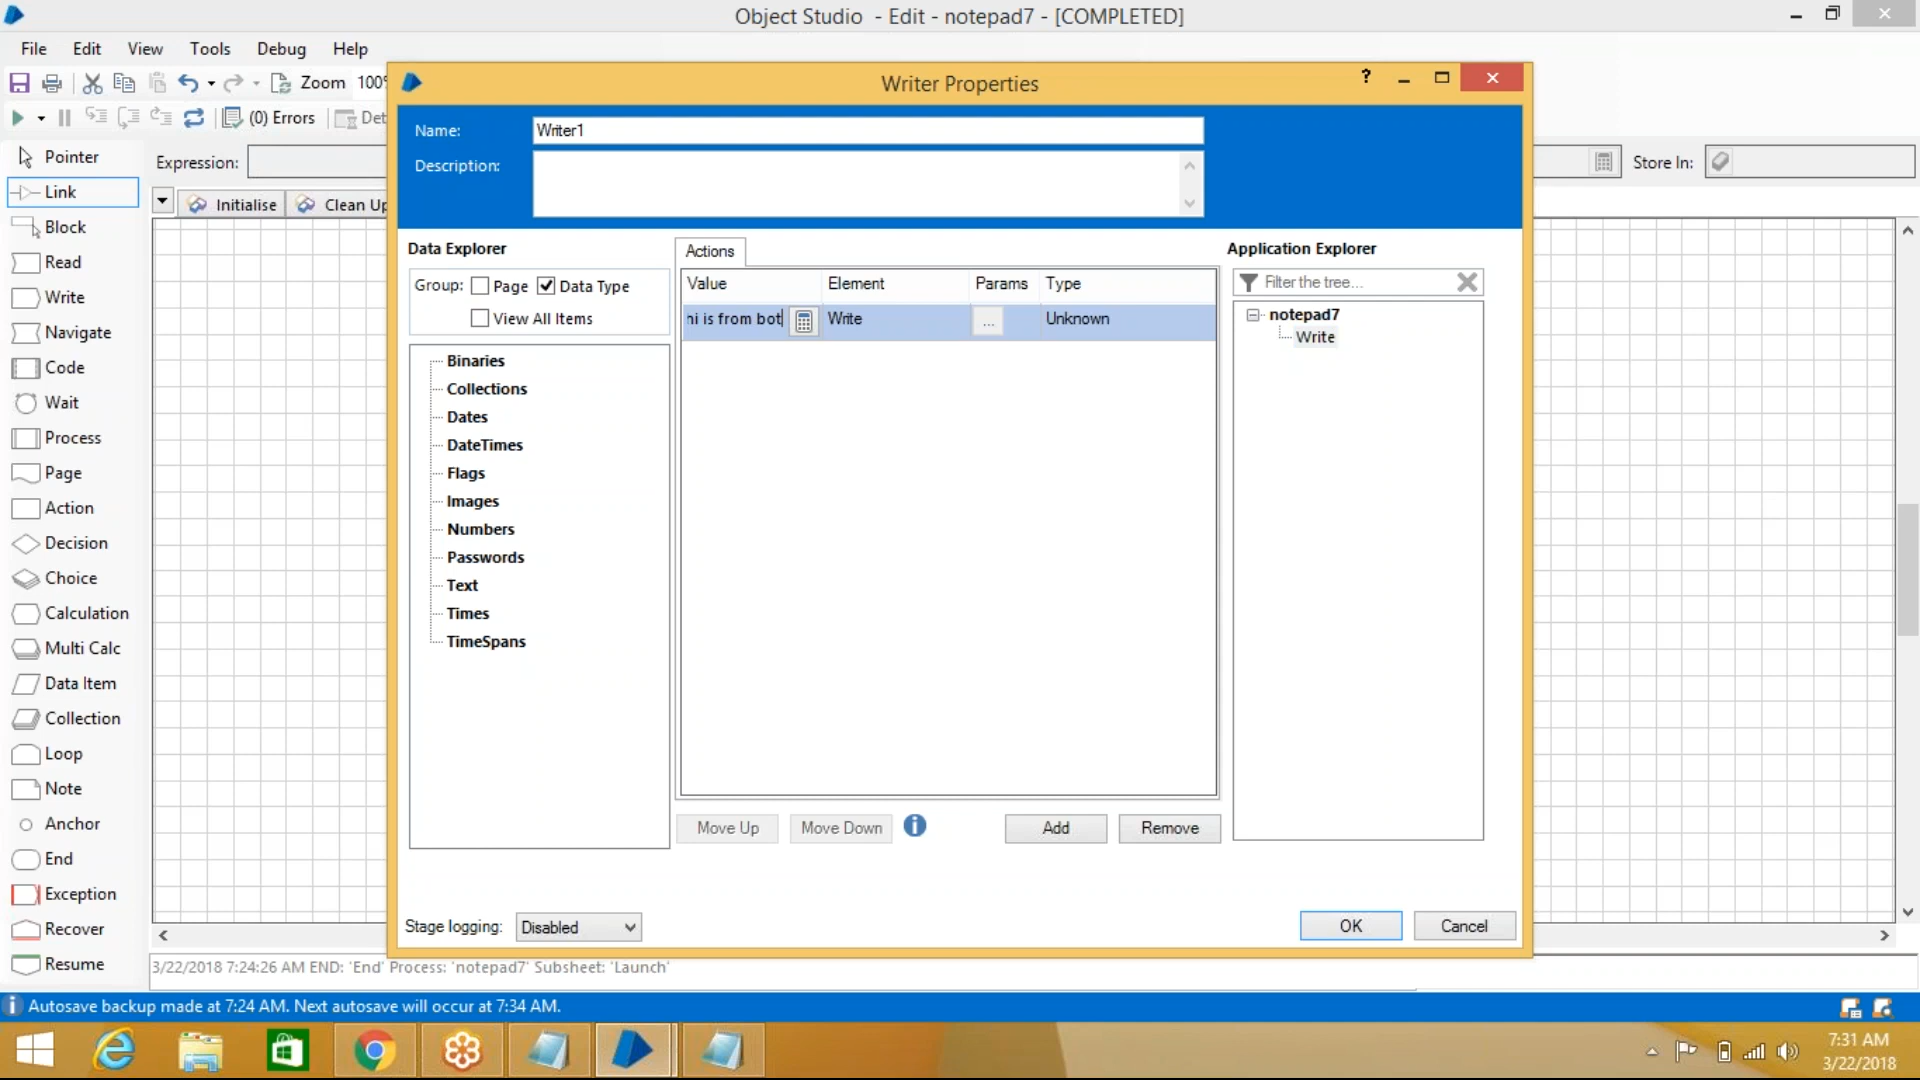 Object Studio - Edit - notepad7 - [COMPLETED]
File Edit View Tools Debug Help
Zoom 100%
(0) Errors
Writer Properties
?
Name: Writer1
Description:
Pointer
Link
Block
Read
Write
Navigate
Code
Wait
Process
Page
Action
Decision
Choice
Calculation
Multi Calc
Data Item
Collection
Loop
Note
Anchor
End
Exception
Recover
Resume
Expression:
Store In:
Initialise
Clean Up
Data Explorer
Group: Page Data Type
View All Items
Binaries
Collections
Dates
DateTimes
Flags
Images
Numbers
Passwords
Text
Times
TimeSpans
Actions
Value Element Params Type
hi is from bot Write ... Unknown
Move Up Move Down Add Remove
Application Explorer
Filter the tree...
notepad7
Write
Stage logging: Disabled
OK Cancel
3/22/2018 7:24:26 AM END: 'End' Process: 'notepad7' Subsheet: 'Launch'
Autosave backup made at 7:24 AM. Next autosave will occur at 7:34 AM.
7:31 AM
3/22/2018